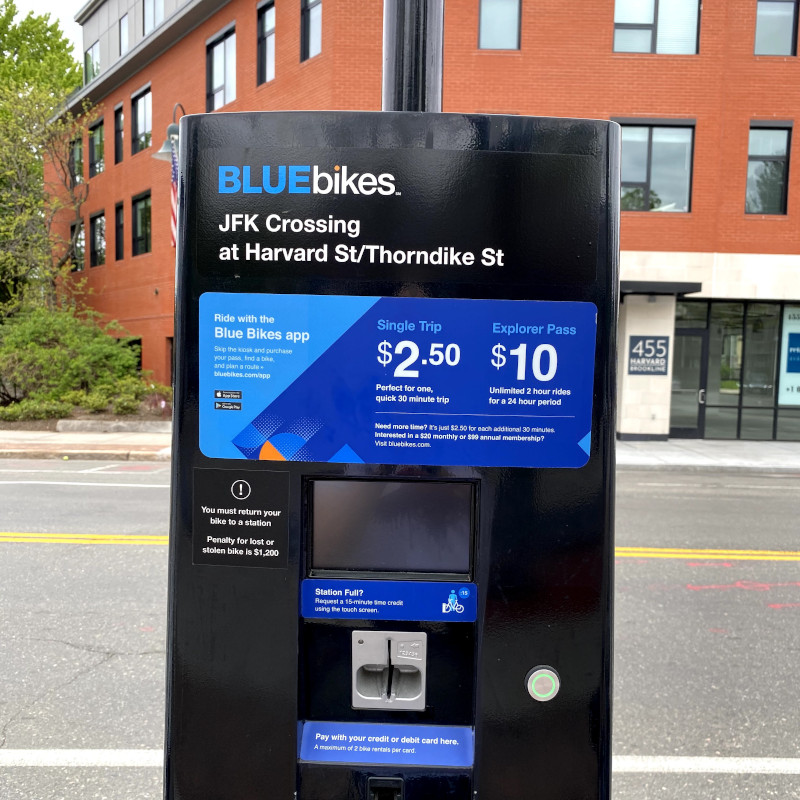 BLUEbikes
JFK Crossing
at Harvard St/Thorndike St
Ride with the
Blue Bikes app
Skip the kiosk and purchase
your pass, find a bike,
and plan a route •
bluebikes.com/app
App Store
Google Play
Single Trip
$2.50
Perfect for one,
quick 30 minute trip
Explorer Pass
$10
Unlimited 2 hour rides
for a 24 hour period
Need more time? It's just $2.50 for each additional 30 minutes.
Interested in a $20 monthly or $99 annual membership?
Visit bluebikes.com.
!
You must return your
bike to a station
Penalty for lost or
stolen bike is $1,200
Station Full?
Request a 15-minute time credit
using the touch screen.
+15
Pay with your credit or debit card here.
A maximum of 2 bike rentals per card.
455
HARVARD
BROOKLINE